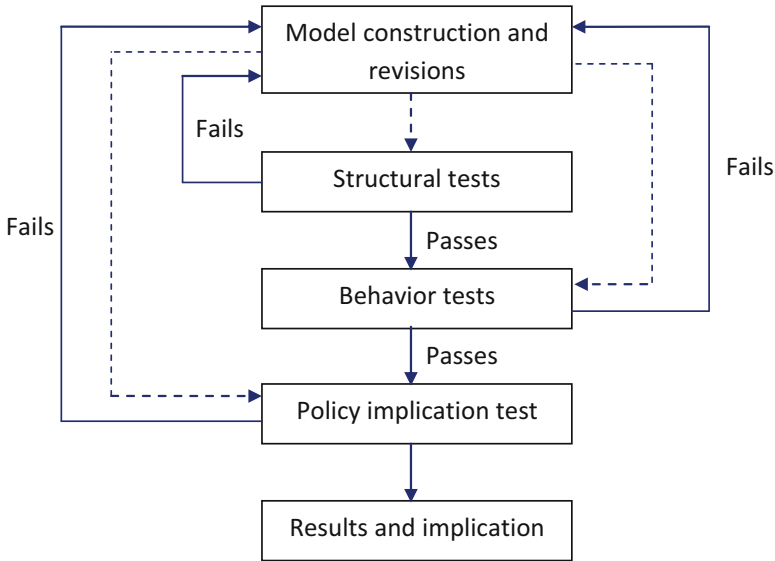 Model construction and
revisions
Fails
Structural tests
Fails
Fails
Passes
Behavior tests
Passes
Policy implication test
Results and implication